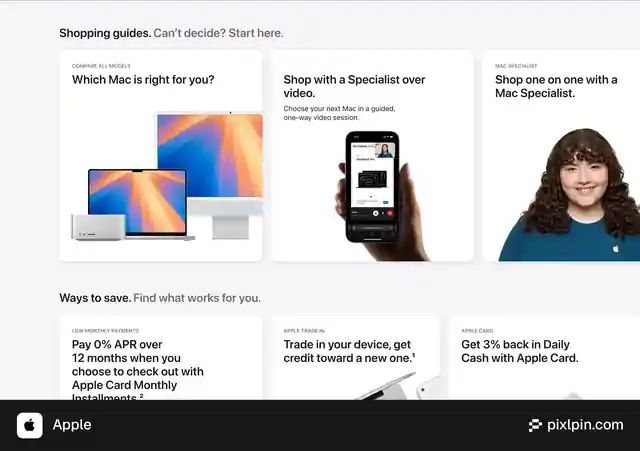 Shopping guides. Can't decide? Start here.
COMPARE ALL MODELS
Which Mac is right for you?
Shop with a Specialist over
video.
Choose your next Mac in a guided,
one-way video session.
MAC SPECIALIST
Shop one on one with a
Mac Specialist.
Ways to save. Find what works for you.
LOW MONTHLY PAYMENTS
Pay 0% APR over
12 months when you
choose to check out with
Apple Card Monthly
Installments.²
APPLE TRADE IN
Trade in your device, get
credit toward a new one.¹
APPLE CARD
Get 3% back in Daily
Cash with Apple Card.
Apple
pixlpin.com